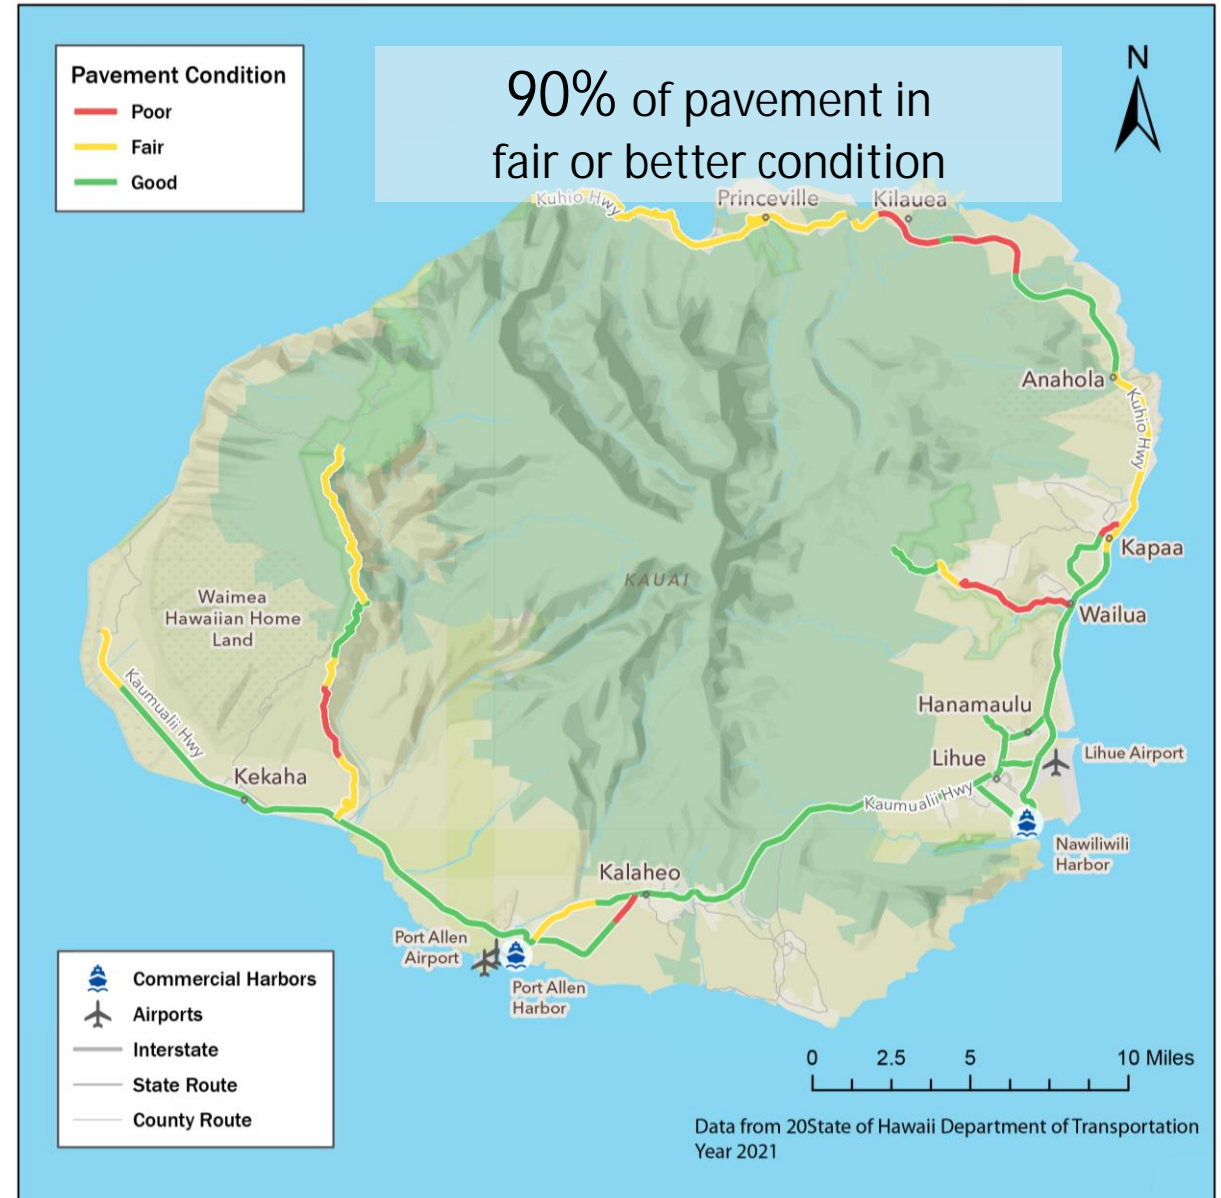 Pavement Condition
Poor
Fair
Good
90% of pavement in
fair or better condition
N
Kuhio Hwy
Princeville
Kilauea
Anahola
Kuhio Hwy
Kapaa
KAUAI
Waimea
Hawaiian Home
Land
Wailua
Kaumualii Hwy
Hanamaulu
Lihue
Lihue Airport
Kekaha
Kaumualii Hwy
Nawiliwili
Harbor
Kalaheo
Port Allen
Airport
Port Allen
Harbor
Commercial Harbors
Airports
Interstate
State Route
County Route
0 2.5 5 10 Miles
Data from 20State of Hawaii Department of Transportation
Year 2021